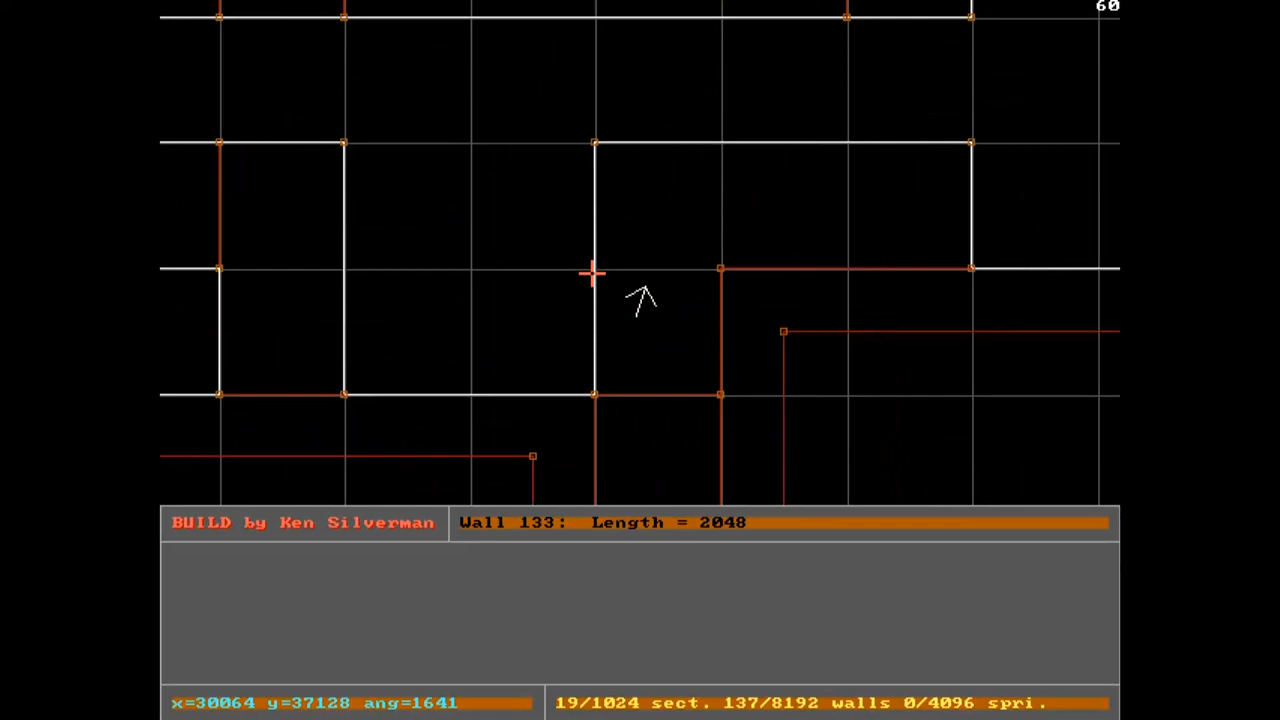 60
BUILD by Ken Silverman
Wall 133: Length = 2048
x=30064 y=37128 ang=1641
19/1024 sect. 137/8192 walls 0/4096 spri.